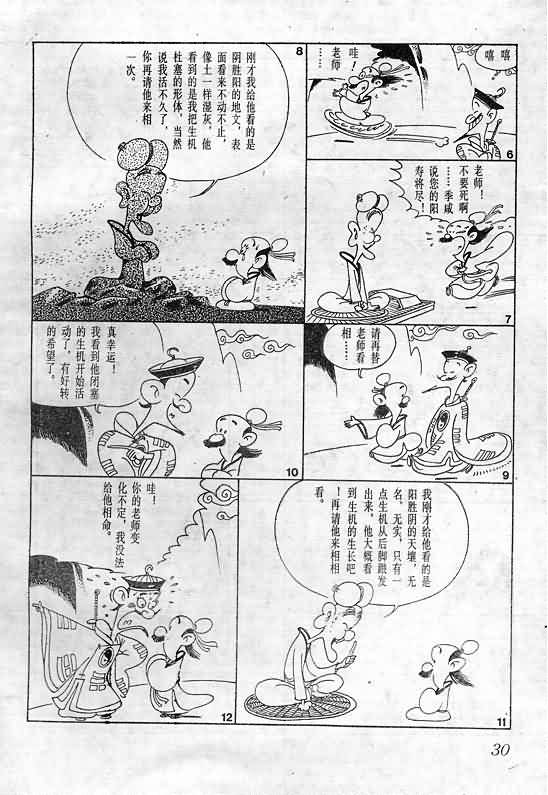 嘻嘻
哇！
老师
……
6
老师！
不要死啊
……季咸
说您的阳
寿将尽！
7
8
刚才我给他看的是
阴胜阳的地文，表
面看来不动不止，
像土一样湿灰，他
看到的是我把生机
杜塞的形体，当然
说我活不久了，
你再请他来相
一次。
请再替
老师看
相……
9
真幸运！
我看到他闭塞
的生机开始活
动了，有好转
的希望了。
10
我刚才给他看的是
阳胜阴的天壤，无
名、无实，只有一
点生机从后脚跟发
出来，他大概看
到生机的生长吧
！再请他来相相
看。
11
哇！
你的老师变
化不定，我没法
给他相命。
12
30